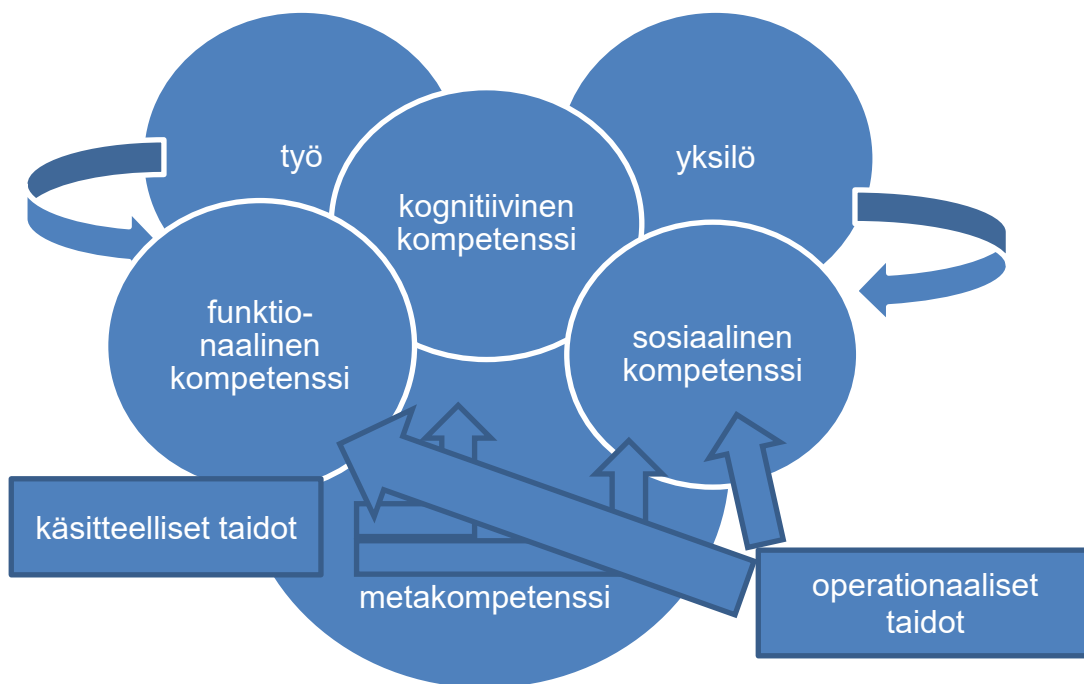 työ
yksilö
kognitiivinen
kompetenssi
funktio-
naalinen
kompetenssi
sosiaalinen
kompetenssi
käsitteelliset taidot
metakompetenssi
operationaaliset
taidot